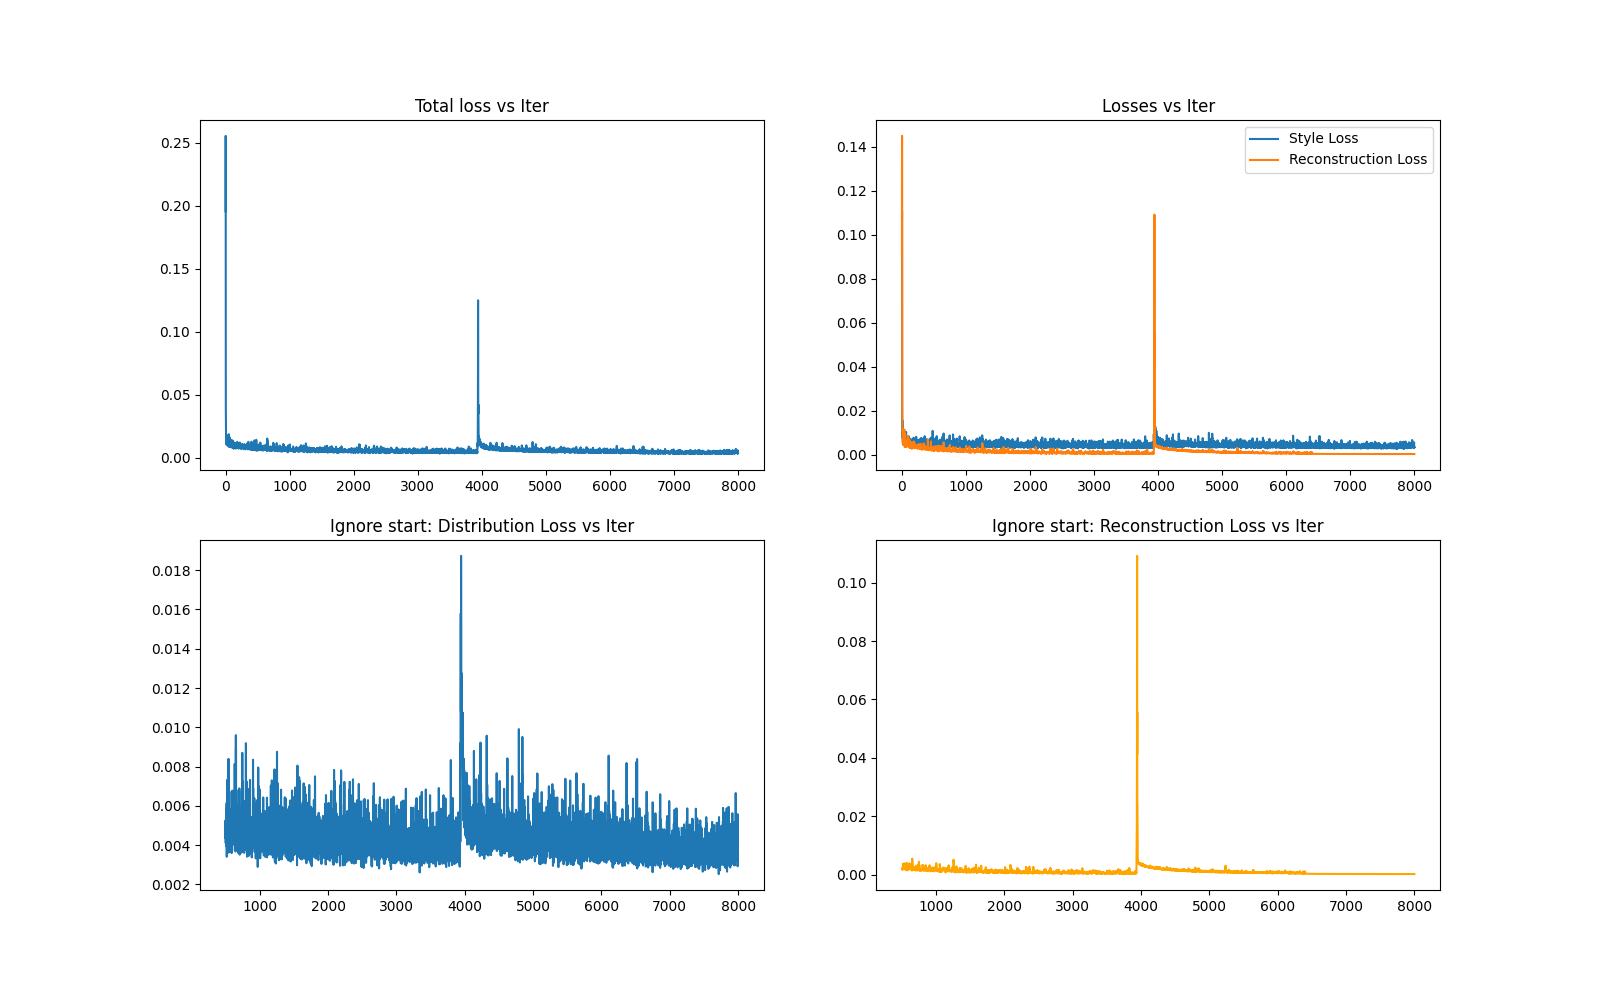 Total loss vs Iter
0.25
0.20
0.15
0.10
0.05
0.00
0 1000 2000 3000 4000 5000 6000 7000 8000
Losses vs Iter
Style Loss
Reconstruction Loss
0.14
0.12
0.10
0.08
0.06
0.04
0.02
0.00
0 1000 2000 3000 4000 5000 6000 7000 8000
Ignore start: Distribution Loss vs Iter
0.018
0.016
0.014
0.012
0.010
0.008
0.006
0.004
0.002
1000 2000 3000 4000 5000 6000 7000 8000
Ignore start: Reconstruction Loss vs Iter
0.10
0.08
0.06
0.04
0.02
0.00
1000 2000 3000 4000 5000 6000 7000 8000